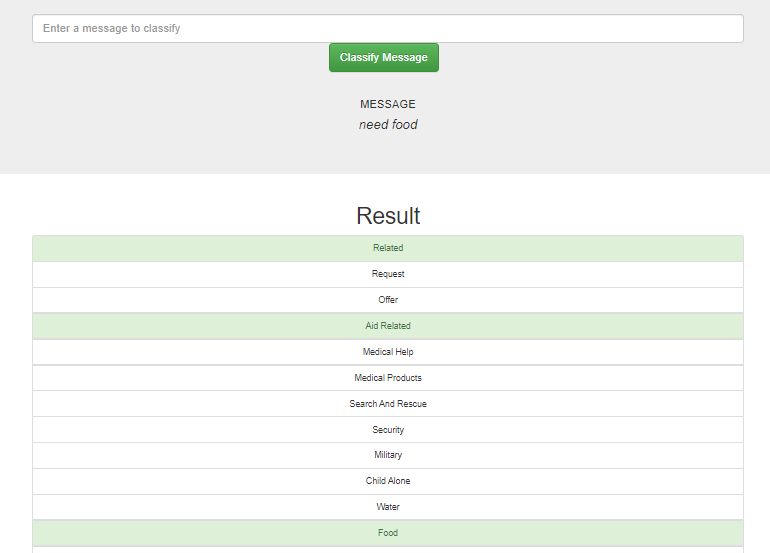 Enter a message to classify
Classify Message
MESSAGE
need food
Result
Related
Request
Offer
Aid Related
Medical Help
Medical Products
Search And Rescue
Security
Military
Child Alone
Water
Food